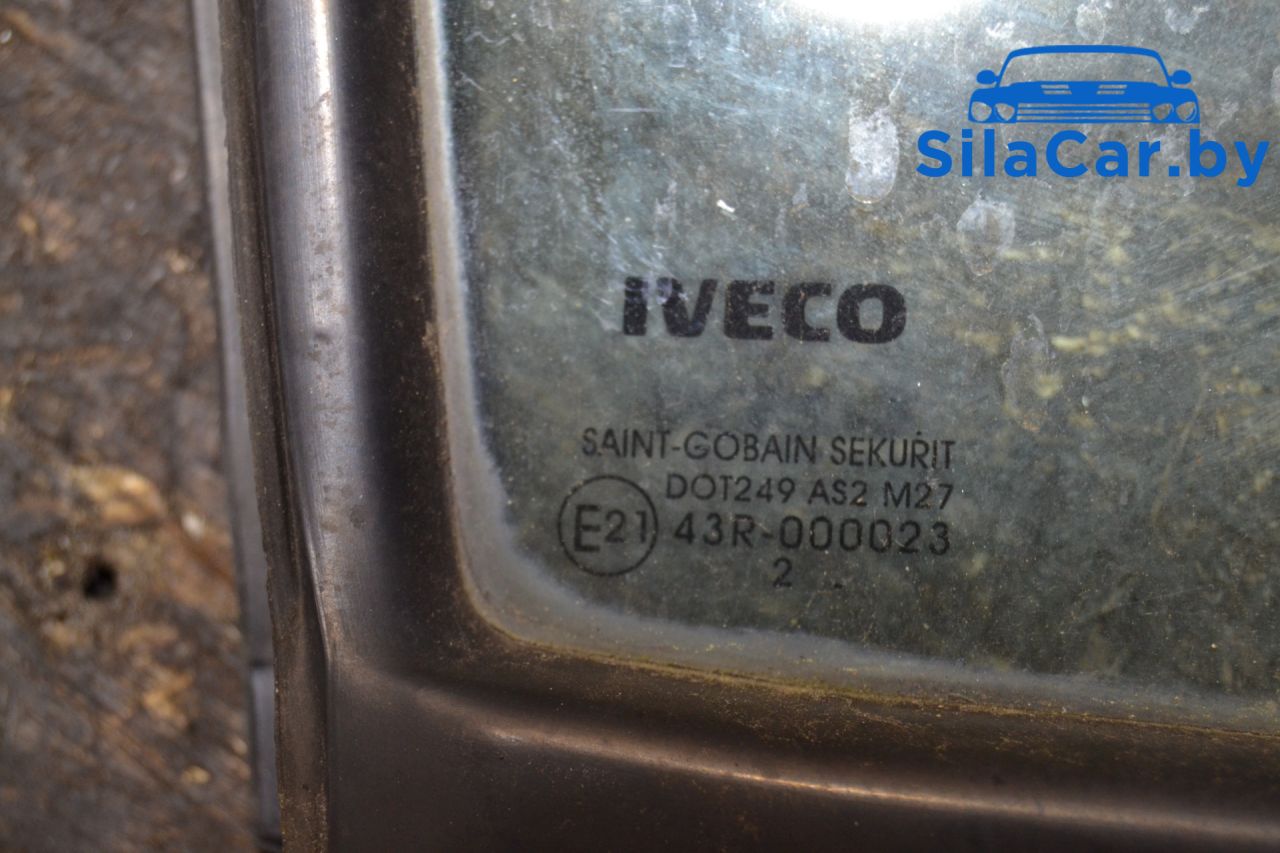 SilaCar.by
IVECO
SAINT-GOBAIN SEKURIT
DOT249 AS2 M27
E21 43R-000023
2